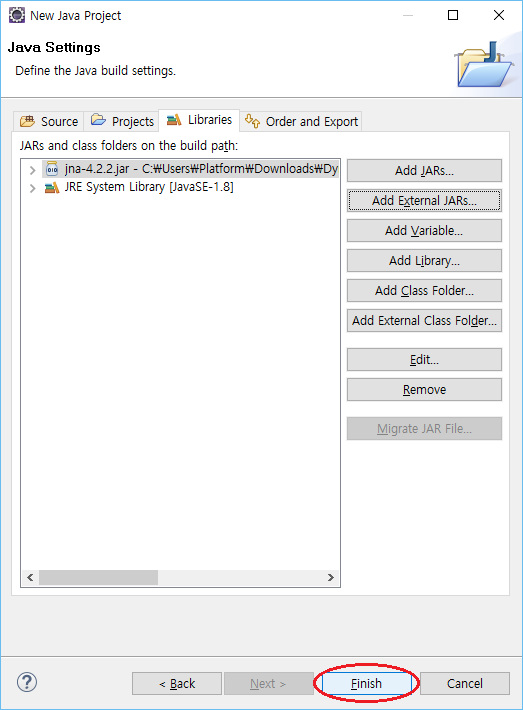 New Java Project
Java Settings
Define the Java build settings.
Source Projects Libraries Order and Export
JARs and class folders on the build path:
jna-4.2.2.jar - C:₩Users₩Platform₩Downloads₩Dy
JRE System Library [JavaSE-1.8]
Add JARs...
Add External JARs...
Add Variable...
Add Library...
Add Class Folder...
Add External Class Folder...
Edit...
Remove
Migrate JAR File...
? < Back Next > Finish Cancel